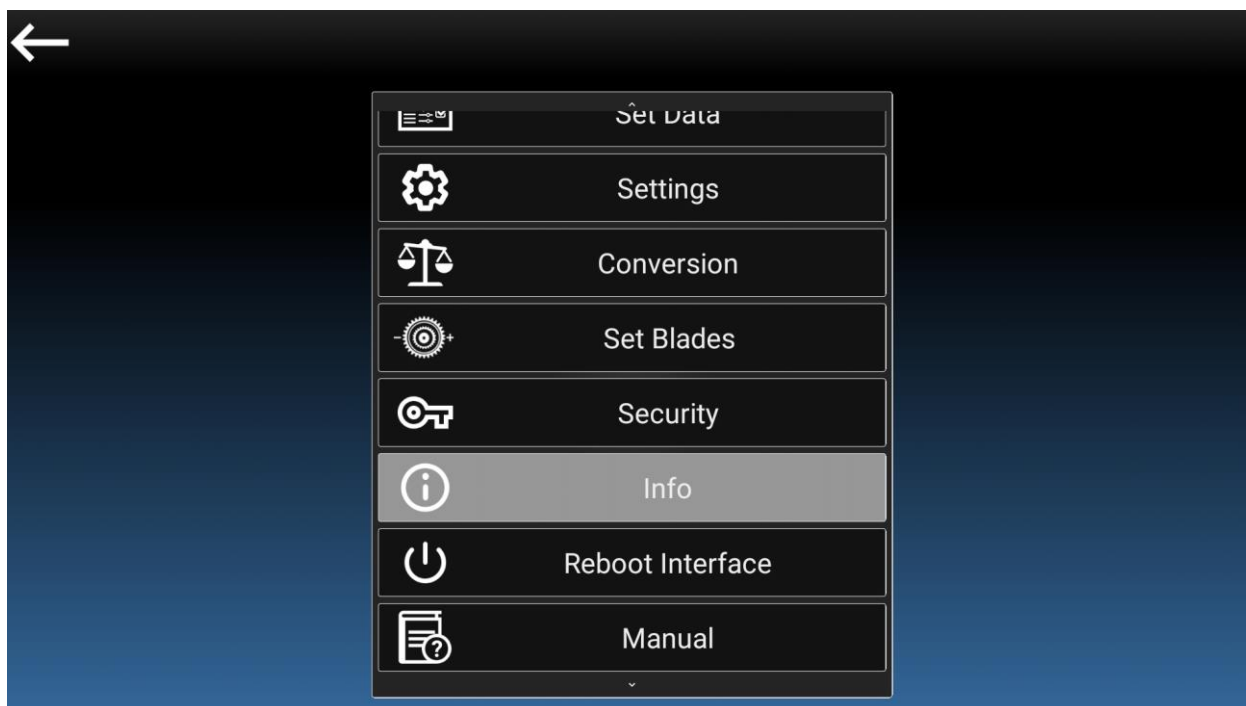 Set Data
Settings
Conversion
Set Blades
Security
Info
Reboot Interface
Manual